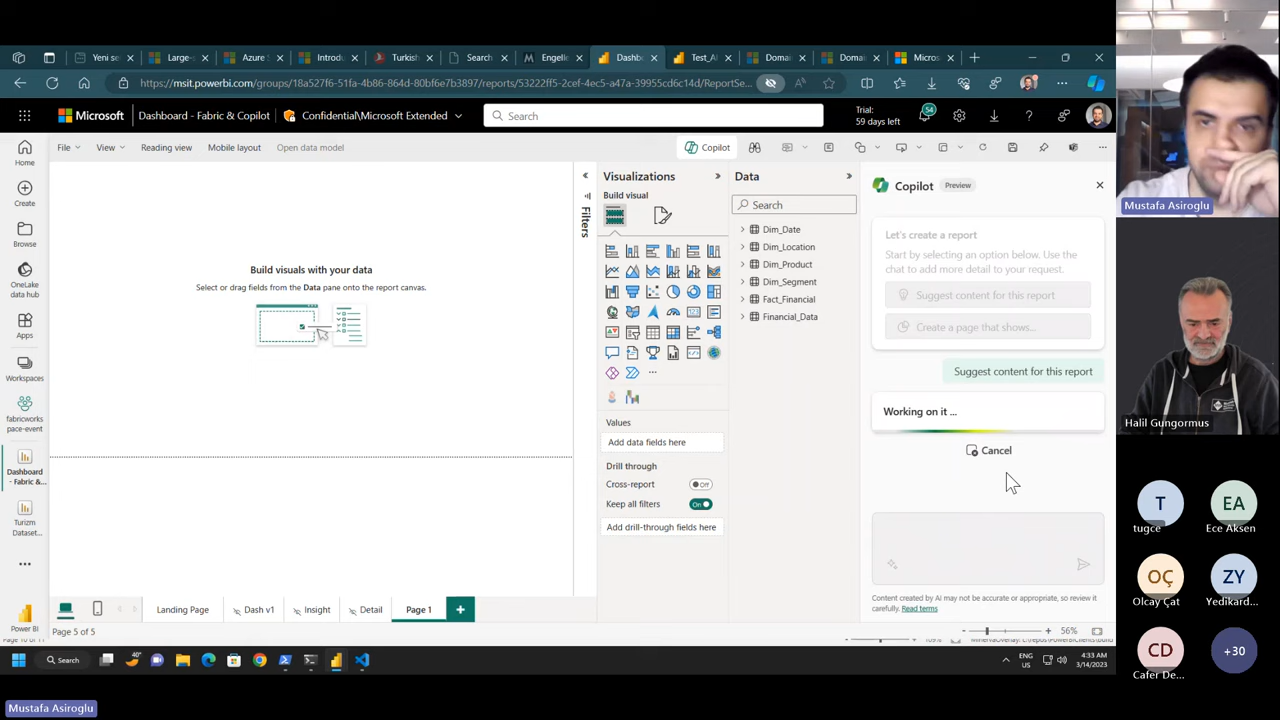 Yeni se
Large-
Azure S
Introdu
Turkish
Search
Engelle
Dashbo
Test_A
Domai
Domai
Micros
https://msit.powerbi.com/groups/18a527f6-51fa-4b86-864d-80bf6e7b3897/reports/53222ff5-2cef-4ec5-a47a-39955cd6c14d/ReportSe...
Microsoft
Dashboard - Fabric & Copilot
Confidential\Microsoft Extended
Search
Trial:
59 days left
54
File
View
Reading view
Mobile layout
Open data model
Copilot
Home
Create
Browse
OneLake
data hub
Apps
Workspaces
fabricworks
pace-event
Dashboard
- Fabric &...
Turizm
Dataset...
Power BI
Build visuals with your data
Select or drag fields from the Data pane onto the report canvas.
Filters
Visualizations
Build visual
Values
Add data fields here
Drill through
Cross-report
Off
Keep all filters
On
Add drill-through fields here
Data
Search
Dim_Date
Dim_Location
Dim_Product
Dim_Segment
Fact_Financial
Financial_Data
Copilot
Preview
Let's create a report
Start by selecting an option below. Use the
chat to add more detail to your request.
Suggest content for this report
Create a page that shows...
Suggest content for this report
Working on it ...
Cancel
Content created by AI may not be accurate or appropriate, so review it
carefully. Read terms
Landing Page
Dash v1
Insight
Detail
Page 1
Page 5 of 5
56%
Search
40°
ENG
US
4:33 AM
3/14/2023
Mustafa Asiroglu
Halil Gungormus
T
tugce
EA
Ece Aksen
OÇ
Olcay Çat
ZY
Yedikard...
CD
Cafer De...
+30
Mustafa Asiroglu